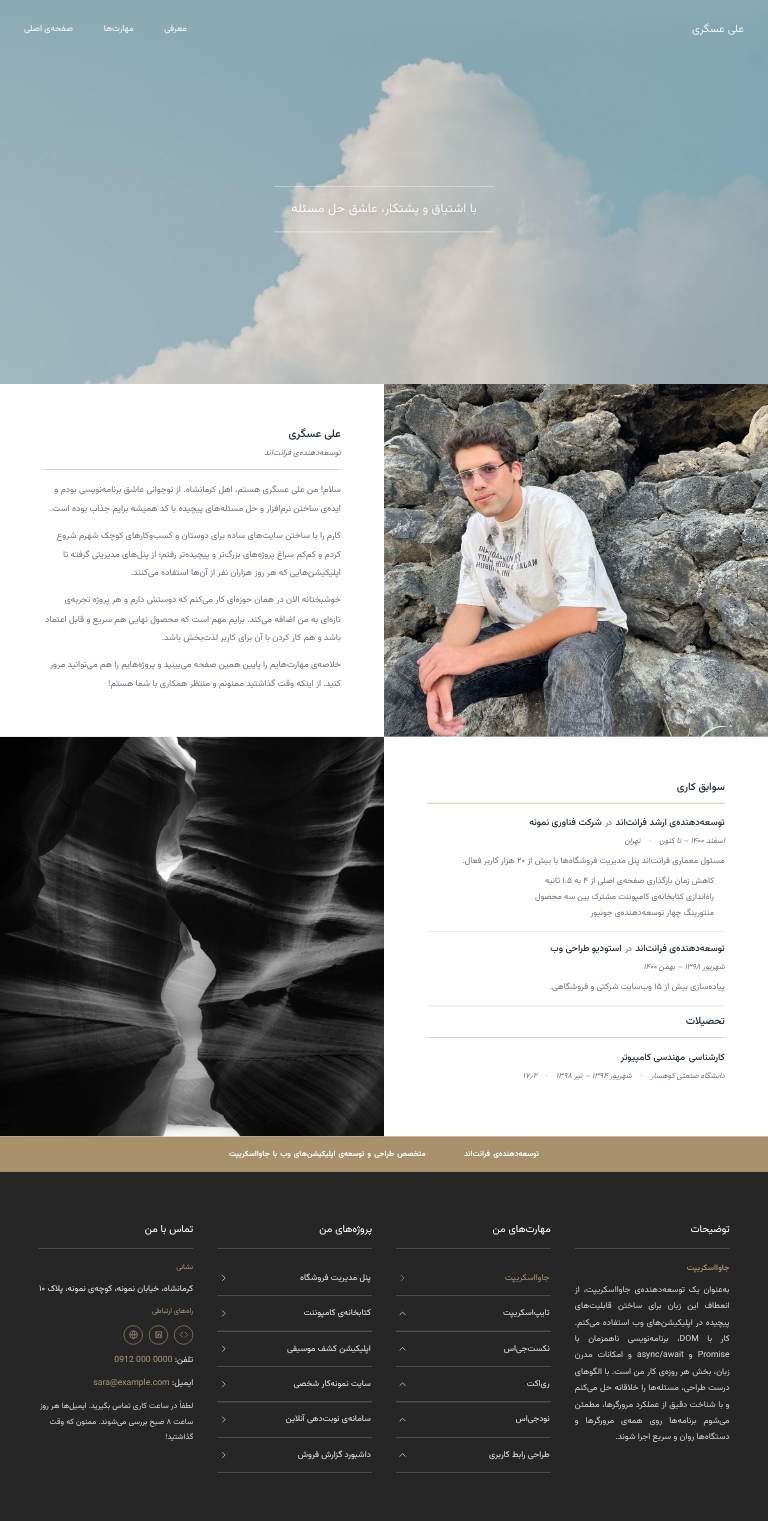 علی عسگری
معرفی
مهارت‌ها
صفحه‌ی اصلی
با اشتیاق و پشتکار، عاشق حل مسئله
علی عسگری
توسعه‌دهنده‌ی فرانت‌اند
سلام! من علی عسگری هستم، اهل کرمانشاه. از نوجوانی عاشق برنامه‌نویسی بودم و
ایده‌ی ساختن نرم‌افزار و حل مسئله‌های پیچیده با کد همیشه برایم جذاب بوده است.
کارم را با ساختن سایت‌های ساده برای دوستان و کسب‌وکارهای کوچک شهرم شروع
کردم و کم‌کم سراغ پروژه‌های بزرگ‌تر و پیچیده‌تر رفتم؛ از پنل‌های مدیریتی گرفته تا
اپلیکیشن‌هایی که هر روز هزاران نفر از آن‌ها استفاده می‌کنند.
خوشبختانه الان در همان حوزه‌ای کار می‌کنم که دوستش دارم و هر پروژه تجربه‌ی
تازه‌ای به من اضافه می‌کند. برایم مهم است که محصول نهایی هم سریع و قابل اعتماد
باشد و هم کار کردن با آن برای کاربر لذت‌بخش باشد.
خلاصه‌ی مهارت‌هایم را پایین همین صفحه می‌بینید و پروژه‌هایم را هم می‌توانید مرور
کنید. از اینکه وقت گذاشتید ممنونم و منتظر همکاری با شما هستم!
سوابق کاری
توسعه‌دهنده‌ی ارشد فرانت‌اند در شرکت فناوری نمونه
اسفند ۱۴۰۰ – تا کنون · تهران
مسئول معماری فرانت‌اند پنل مدیریت فروشگاه‌ها با بیش از ۲۰ هزار کاربر فعال.
کاهش زمان بارگذاری صفحه‌ی اصلی از ۴ به ۱.۵ ثانیه
راه‌اندازی کتابخانه‌ی کامپوننت مشترک بین سه محصول
منتورینگ چهار توسعه‌دهنده‌ی جونیور
توسعه‌دهنده‌ی فرانت‌اند در استودیو طراحی وب
شهریور ۱۳۹۸ – بهمن ۱۴۰۰
پیاده‌سازی بیش از ۱۵ وب‌سایت شرکتی و فروشگاهی.
تحصیلات
کارشناسی مهندسی کامپیوتر
دانشگاه صنعتی کوهسار · شهریور ۱۳۹۴ – تیر ۱۳۹۸ · ۱۷٫۲
توسعه‌دهنده‌ی فرانت‌اند
متخصص طراحی و توسعه‌ی اپلیکیشن‌های وب با جاوااسکریپت
توضیحات
جاوااسکریپت
به‌عنوان یک توسعه‌دهنده‌ی جاوااسکریپت، از
انعطاف این زبان برای ساختن قابلیت‌های
پیچیده در اپلیکیشن‌های وب استفاده می‌کنم.
کار با DOM، برنامه‌نویسی ناهمزمان با
Promise و async/await و امکانات مدرن
زبان، بخش هر روزه‌ی کار من است. با الگوهای
درست طراحی، مسئله‌ها را خلاقانه حل می‌کنم
و با شناخت دقیق از عملکرد مرورگرها، مطمئن
می‌شوم برنامه‌ها روی همه‌ی مرورگرها و
دستگاه‌ها روان و سریع اجرا شوند.
مهارت‌های من
جاوااسکریپت
تایپ‌اسکریپت
نکست‌جی‌اس
ری‌اکت
نودجی‌اس
طراحی رابط کاربری
پروژه‌های من
پنل مدیریت فروشگاه
کتابخانه‌ی کامپوننت
اپلیکیشن کشف موسیقی
سایت نمونه‌کار شخصی
سامانه‌ی نوبت‌دهی آنلاین
داشبورد گزارش فروش
تماس با من
نشانی
کرمانشاه، خیابان نمونه، کوچه‌ی نمونه، پلاک ۱۰
راه‌های ارتباطی
تلفن: 0912 000 0000
ایمیل: sara@example.com
لطفاً در ساعت کاری تماس بگیرید. ایمیل‌ها هر روز
ساعت ۸ صبح بررسی می‌شوند. ممنون که وقت
گذاشتید!